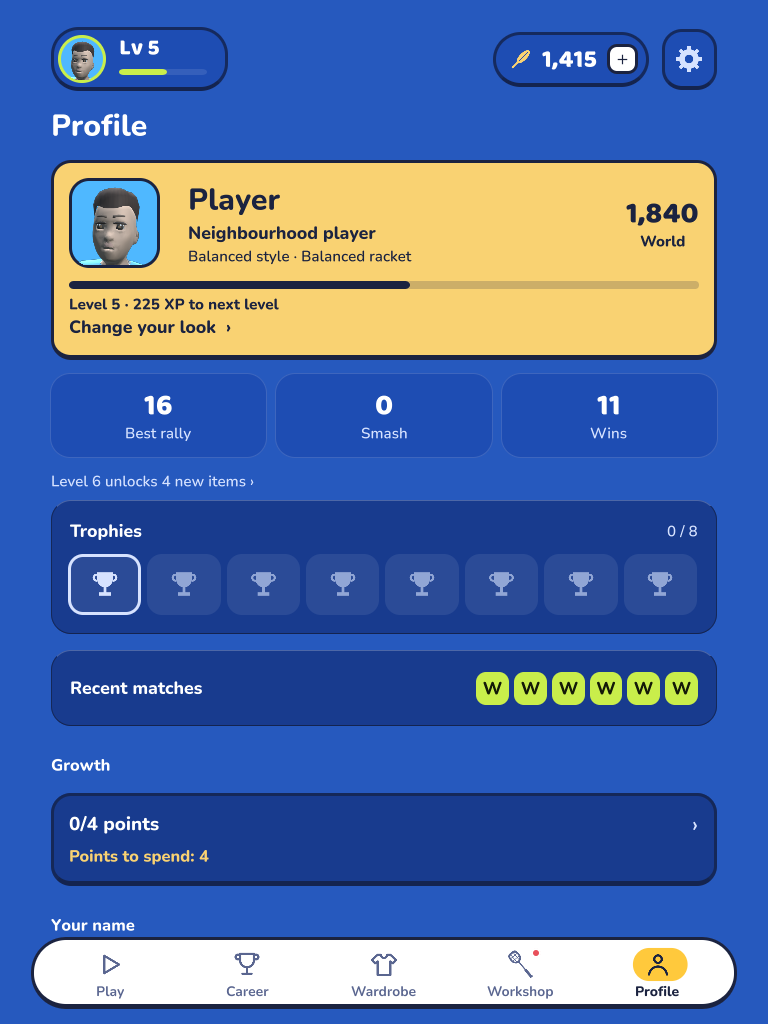 Lv 5
1,415
+
Profile
Player
Neighbourhood player
Balanced style · Balanced racket
1,840
World
Level 5 · 225 XP to next level
Change your look ›
16
Best rally
0
Smash
11
Wins
Level 6 unlocks 4 new items ›
Trophies
0 / 8
Recent matches
W W W W W W
Growth
0/4 points ›
Points to spend: 4
Your name
Play
Career
Wardrobe
Workshop
Profile